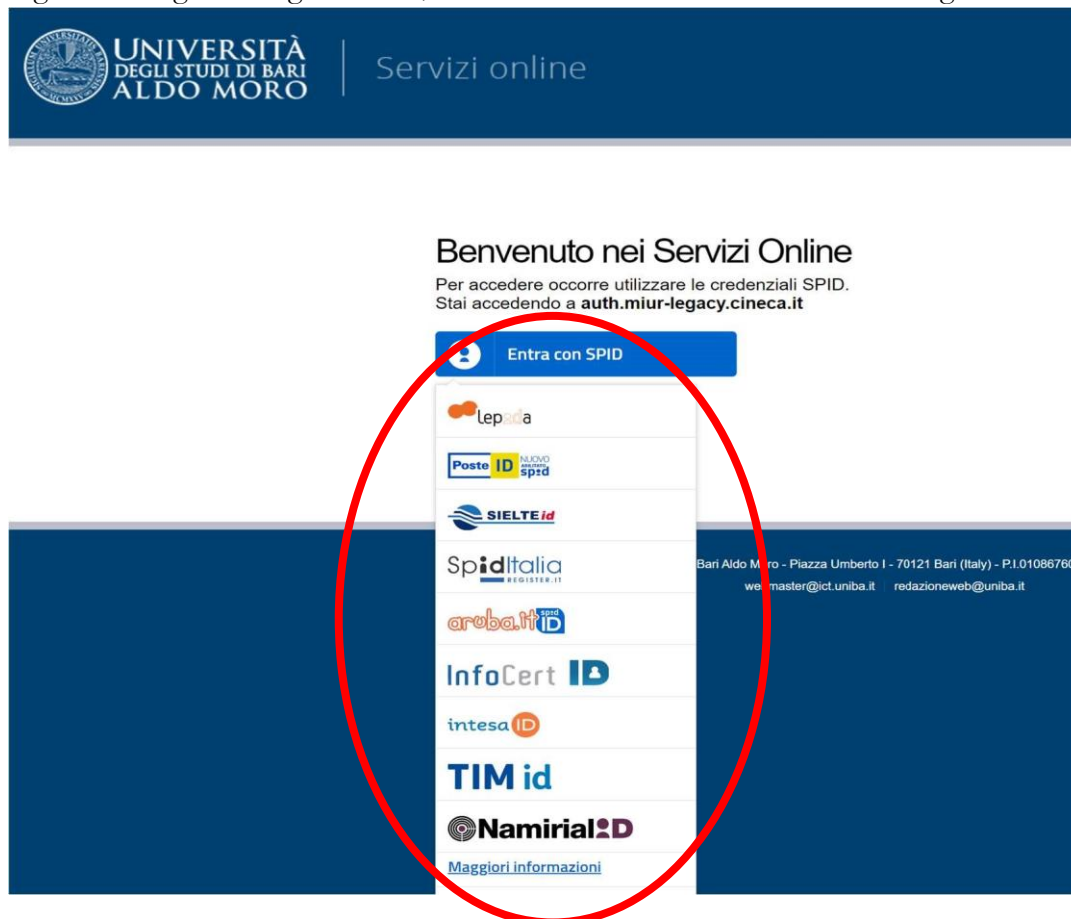 UNIVERSITÀ
DEGLI STUDI DI BARI
ALDO MORO
Servizi online
Benvenuto nei Servizi Online
Per accedere occorre utilizzare le credenziali SPID.
Stai accedendo a auth.miur-legacy.cineca.it
Entra con SPID
lepida
Poste ID NUOVO spid
SIELTE id
SpidItalia
REGISTER.IT
aruba.it spid ID
InfoCert ID
intesa ID
TIM id
Namirial ID
Maggiori informazioni
Bari Aldo Moro - Piazza Umberto I - 70121 Bari (Italy) - P.I.01086760
webmaster@ict.uniba.it redazioneweb@uniba.it